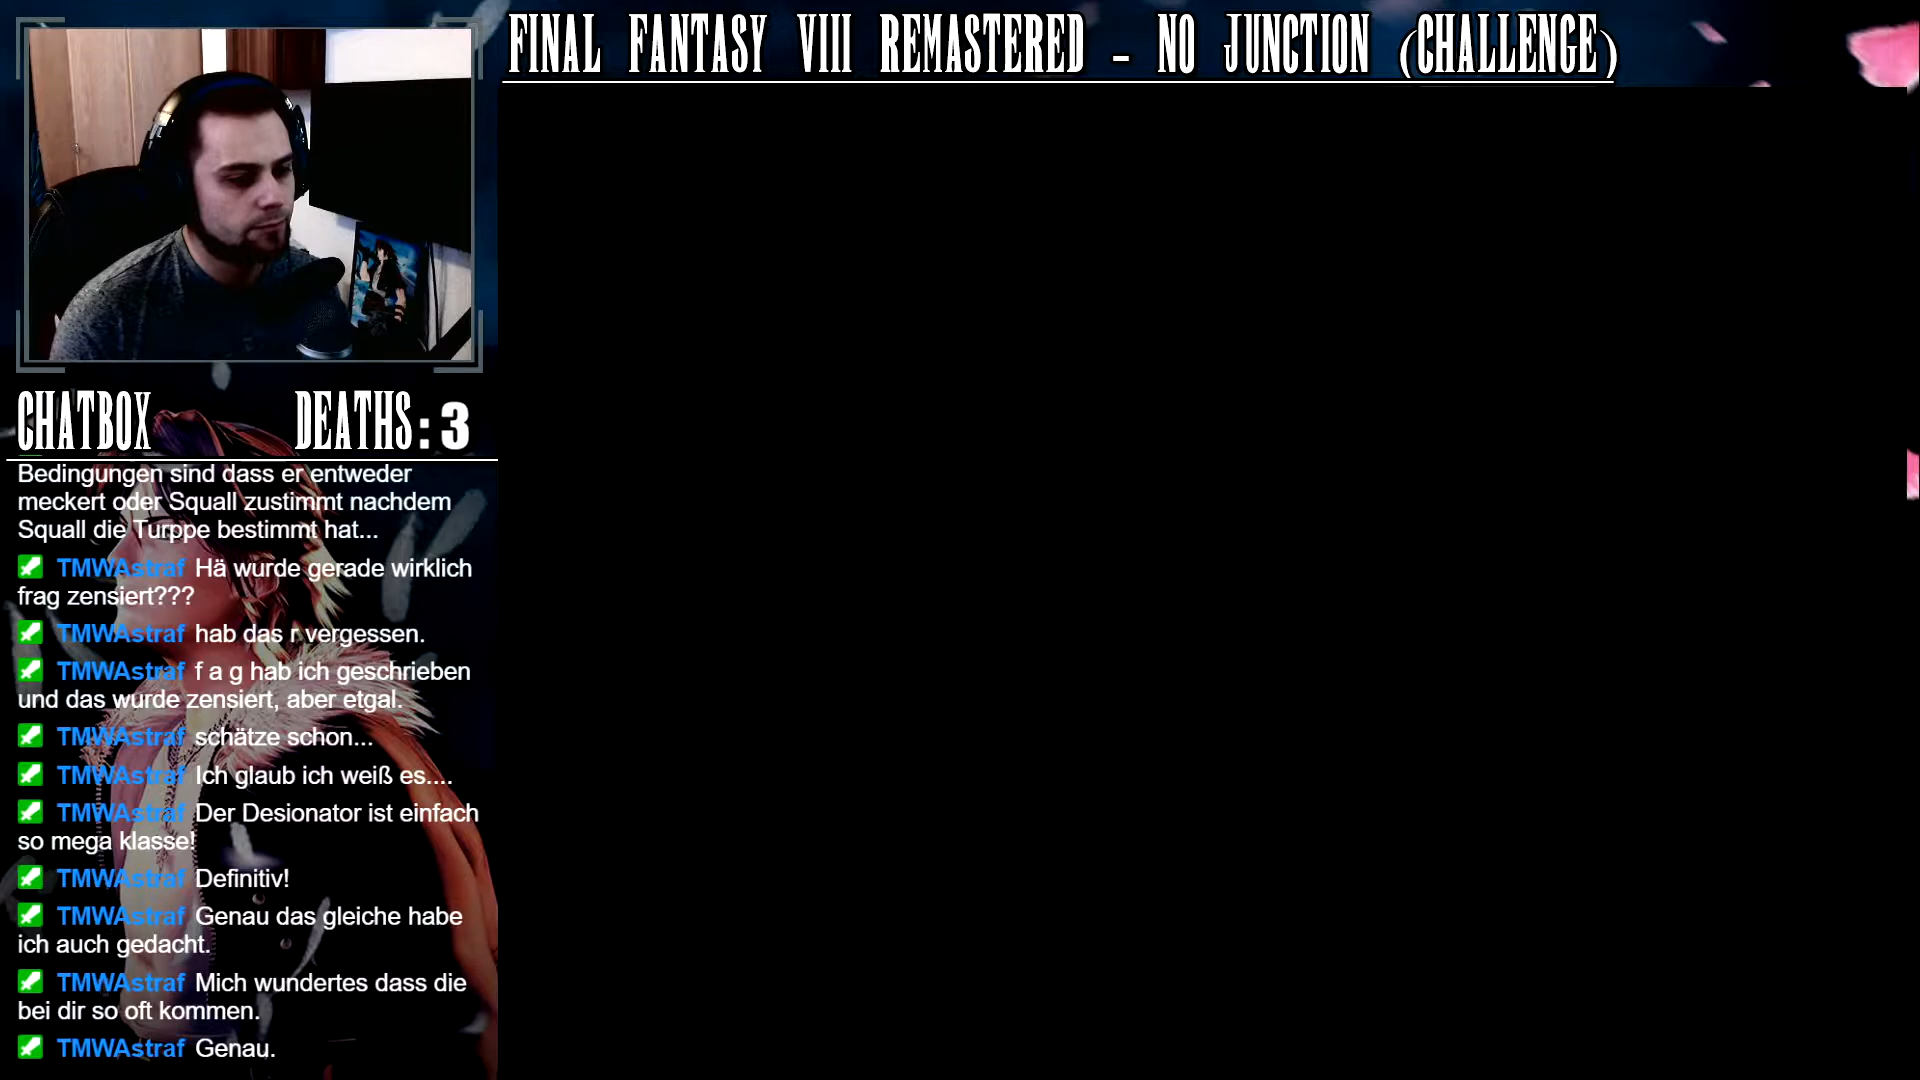 FINAL FANTASY VIII REMASTERED - NO JUNCTION (CHALLENGE)
CHATBOX DEATHS: 3
Bedingungen sind dass er entweder
meckert oder Squall zustimmt nachdem
Squall die Turppe bestimmt hat...
TMWAstraf Hä wurde gerade wirklich
frag zensiert???
TMWAstraf hab das r vergessen.
TMWAstraf f a g hab ich geschrieben
und das wurde zensiert, aber etgal.
TMWAstraf schätze schon...
TMWAstraf Ich glaub ich weiß es....
TMWAstraf Der Desionator ist einfach
so mega klasse!
TMWAstraf Definitiv!
TMWAstraf Genau das gleiche habe
ich auch gedacht.
TMWAstraf Mich wundertes dass die
bei dir so oft kommen.
TMWAstraf Genau.